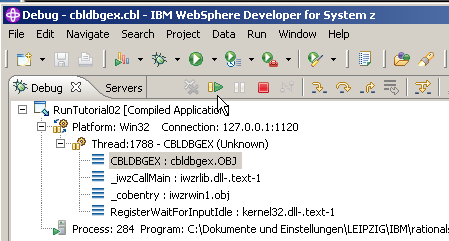 Debug - cbldbgex.cbl - IBM WebSphere Developer for System z
File Edit Navigate Search Project Data Run Window Help
Debug Servers
RunTutorial02 [Compiled Application]
Platform: Win32 Connection: 127.0.0.1:1120
Thread:1788 - CBLDBGEX (Unknown)
CBLDBGEX : cbldbgex.OBJ
_iwzCallMain : iwzrlib.dll-.text-1
_cobentry : iwzrwin1.obj
RegisterWaitForInputIdle : kernel32.dll-.text-1
Process: 284 Program: C:\Dokumente und Einstellungen\LEIPZIG\IBM\rational